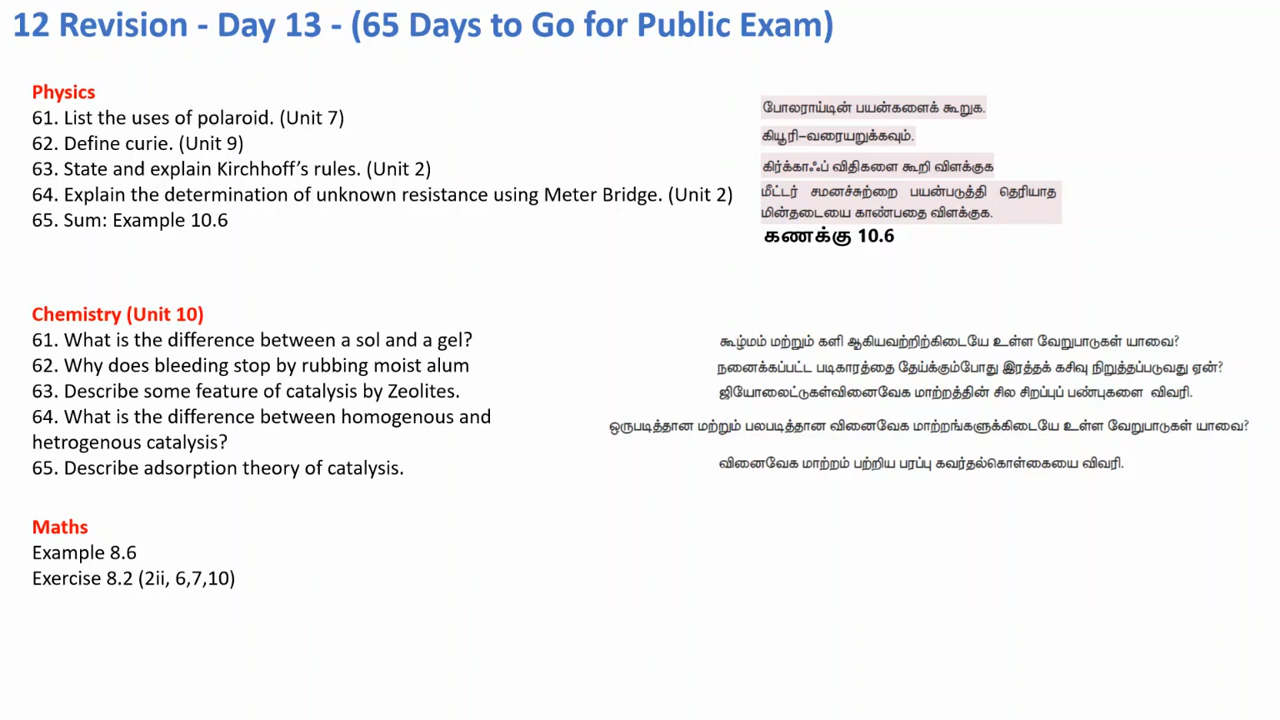 12 Revision - Day 13 - (65 Days to Go for Public Exam)
Physics
61. List the uses of polaroid. (Unit 7)
62. Define curie. (Unit 9)
63. State and explain Kirchhoff’s rules. (Unit 2)
64. Explain the determination of unknown resistance using Meter Bridge. (Unit 2)
65. Sum: Example 10.6
போலராய்டின் பயன்களைக் கூறுக.
கியூரி–வரையறுக்கவும்.
கிர்க்காஃப் விதிகளை கூறி விளக்குக
மீட்டர் சமனச்சுற்றை பயன்படுத்தி தெரியாத
மின்தடையை காண்பதை விளக்குக.
கணக்கு 10.6
Chemistry (Unit 10)
61. What is the difference between a sol and a gel?
62. Why does bleeding stop by rubbing moist alum
63. Describe some feature of catalysis by Zeolites.
64. What is the difference between homogenous and
hetrogenous catalysis?
65. Describe adsorption theory of catalysis.
கூழ்மம் மற்றும் களி ஆகியவற்றிற்கிடையே உள்ள வேறுபாடுகள் யாவை?
நனைக்கப்பட்ட படிகாரத்தை தேய்க்கும்போது இரத்தக் கசிவு நிறுத்தப்படுவது ஏன்?
ஜியோலைட்டுகள்வினைவேக மாற்றத்தின் சில சிறப்புப் பண்புகளை விவரி.
ஒருபடித்தான மற்றும் பலபடித்தான வினைவேக மாற்றங்களுக்கிடையே உள்ள வேறுபாடுகள் யாவை?
வினைவேக மாற்றம் பற்றிய பரப்பு கவர்தல்கொள்கையை விவரி.
Maths
Example 8.6
Exercise 8.2 (2ii, 6,7,10)